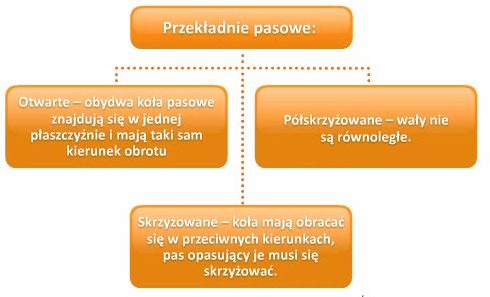 Przekładnie pasowe:
Otwarte – obydwa koła pasowe
znajdują się w jednej
płaszczyźnie i mają taki sam
kierunek obrotu
Półskrzyżowane – wały nie
są równoległe.
Skrzyżowane – koła mają obracać
się w przeciwnych kierunkach,
pas opasujący je musi się
skrzyżować.